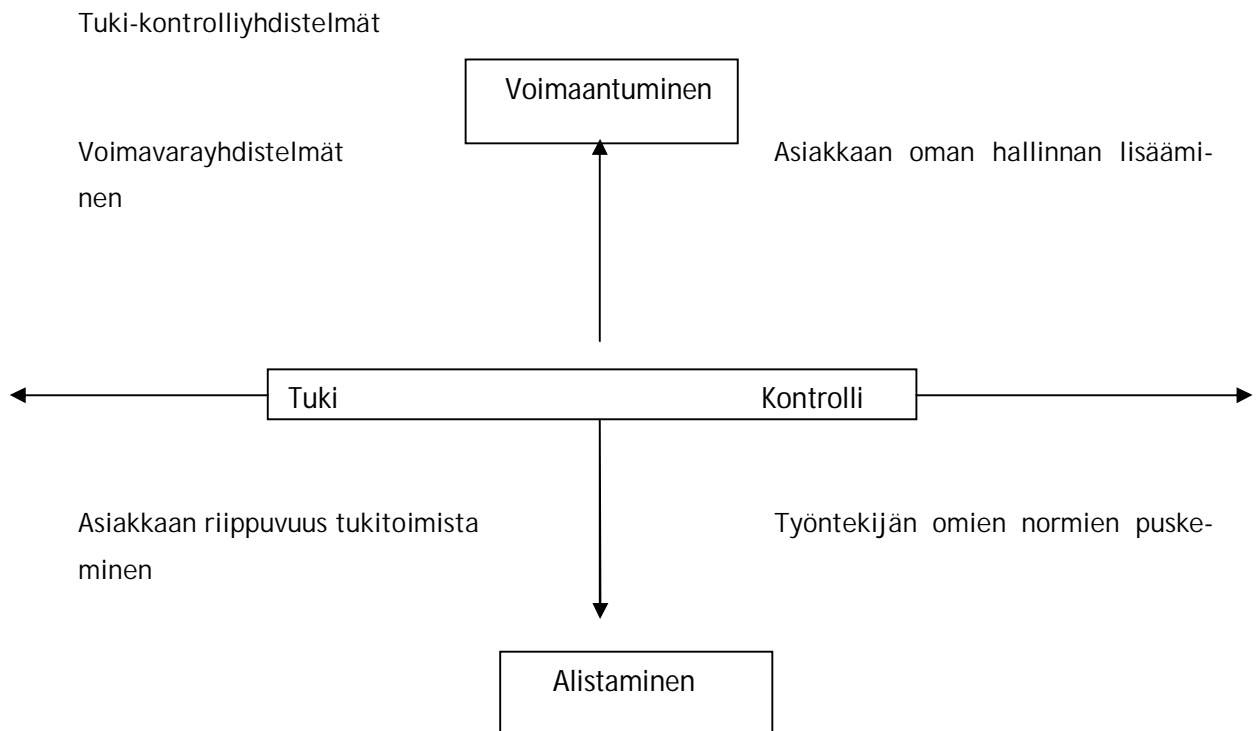 Tuki-kontrolliyhdistelmät
Voimaantuminen
Voimavarayhdistelmät Asiakkaan oman hallinnan lisäämi-
nen
Tuki Kontrolli
Asiakkaan riippuvuus tukitoimista Työntekijän omien normien puske-
minen
Alistaminen